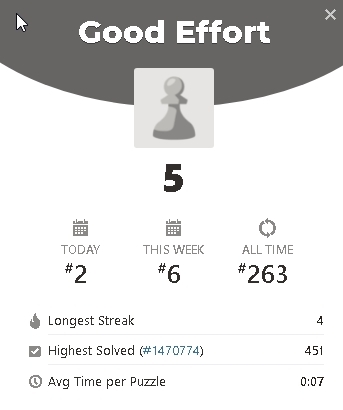 Good Effort
5
TODAY THIS WEEK ALL TIME
#2 #6 #263
Longest Streak 4
Highest Solved (#1470774) 451
Avg Time per Puzzle 0:07